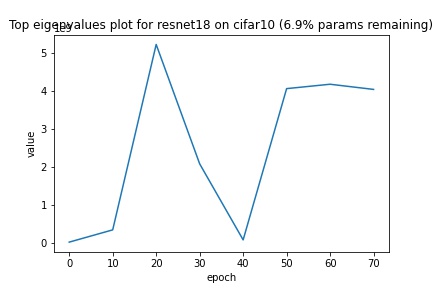 Top eigenvalues plot for resnet18 on cifar10 (6.9% params remaining)
1e9
5
4
3
2
1
0
value
0 10 20 30 40 50 60 70
epoch